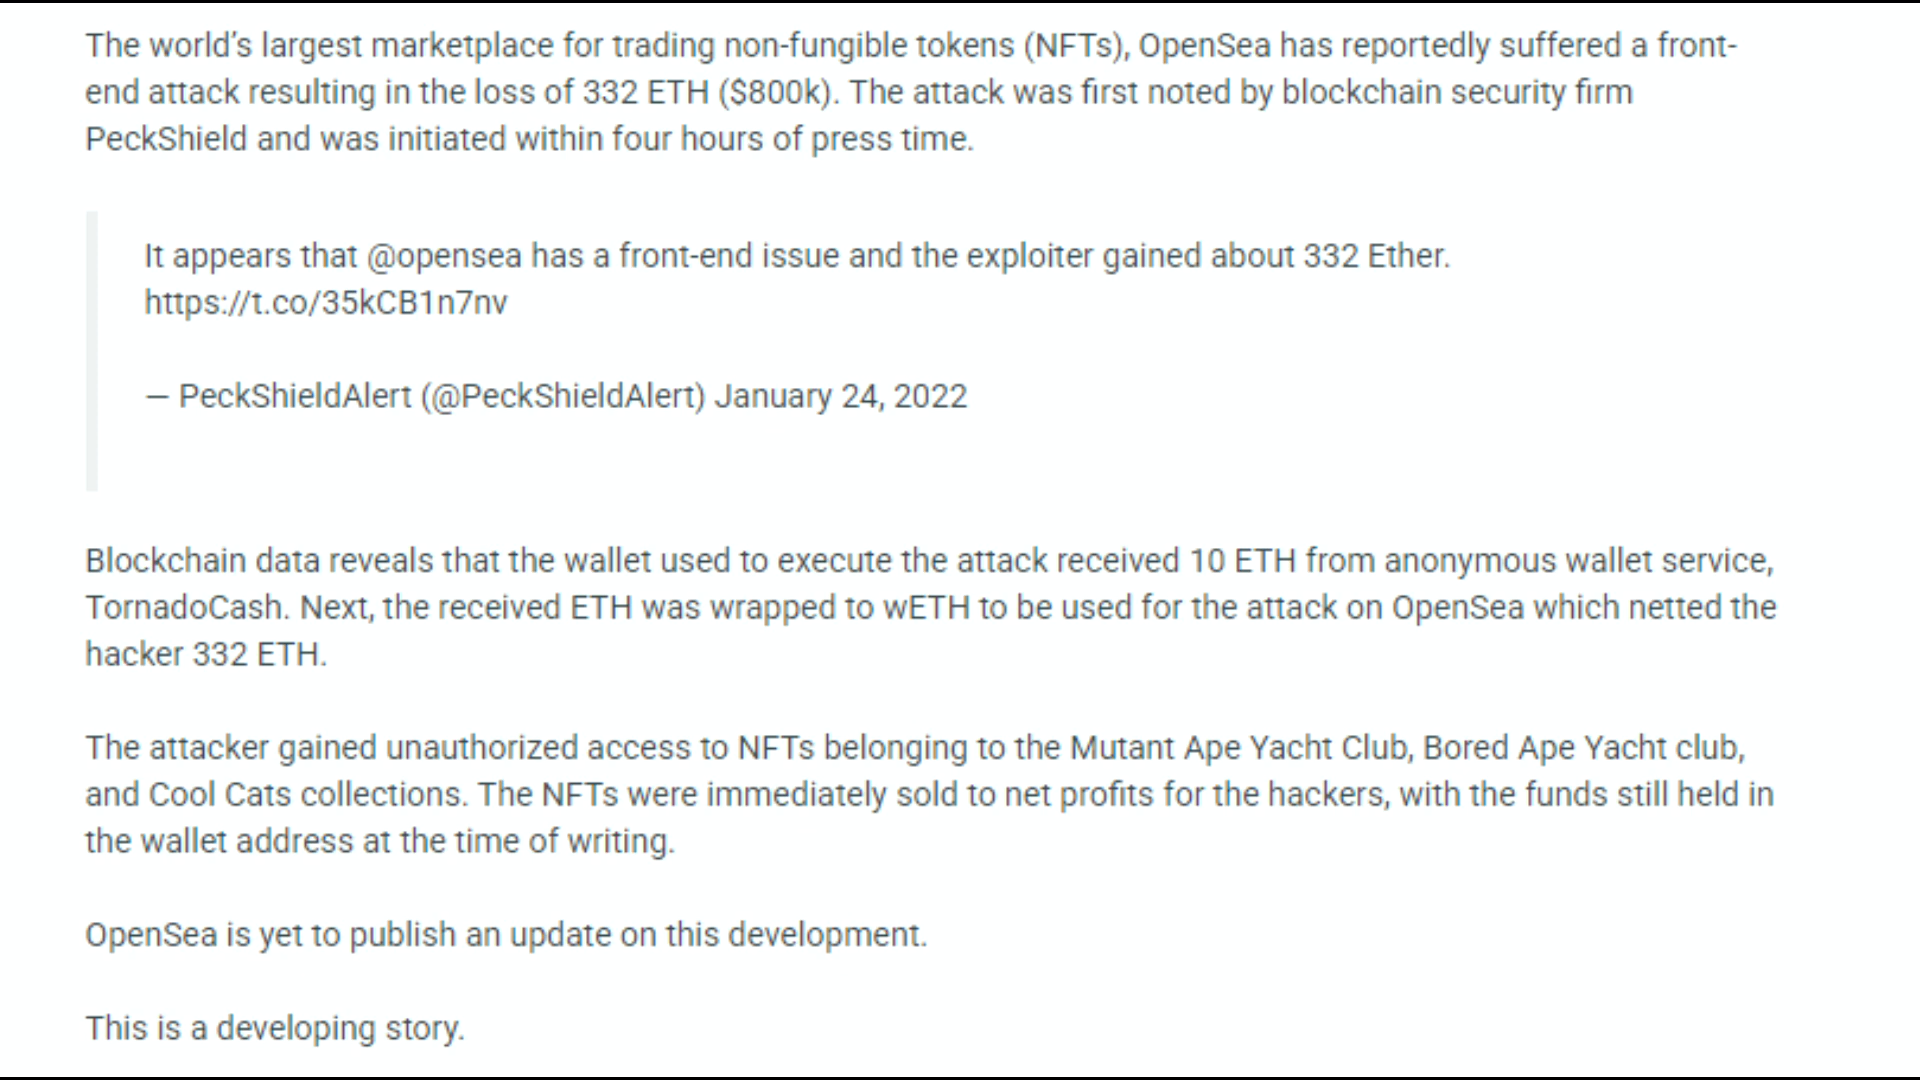 The world’s largest marketplace for trading non-fungible tokens (NFTs), OpenSea has reportedly suffered a front-
end attack resulting in the loss of 332 ETH ($800k). The attack was first noted by blockchain security firm
PeckShield and was initiated within four hours of press time.
It appears that @opensea has a front-end issue and the exploiter gained about 332 Ether.
https://t.co/35kCB1n7nv
— PeckShieldAlert (@PeckShieldAlert) January 24, 2022
Blockchain data reveals that the wallet used to execute the attack received 10 ETH from anonymous wallet service,
TornadoCash. Next, the received ETH was wrapped to wETH to be used for the attack on OpenSea which netted the
hacker 332 ETH.
The attacker gained unauthorized access to NFTs belonging to the Mutant Ape Yacht Club, Bored Ape Yacht club,
and Cool Cats collections. The NFTs were immediately sold to net profits for the hackers, with the funds still held in
the wallet address at the time of writing.
OpenSea is yet to publish an update on this development.
This is a developing story.